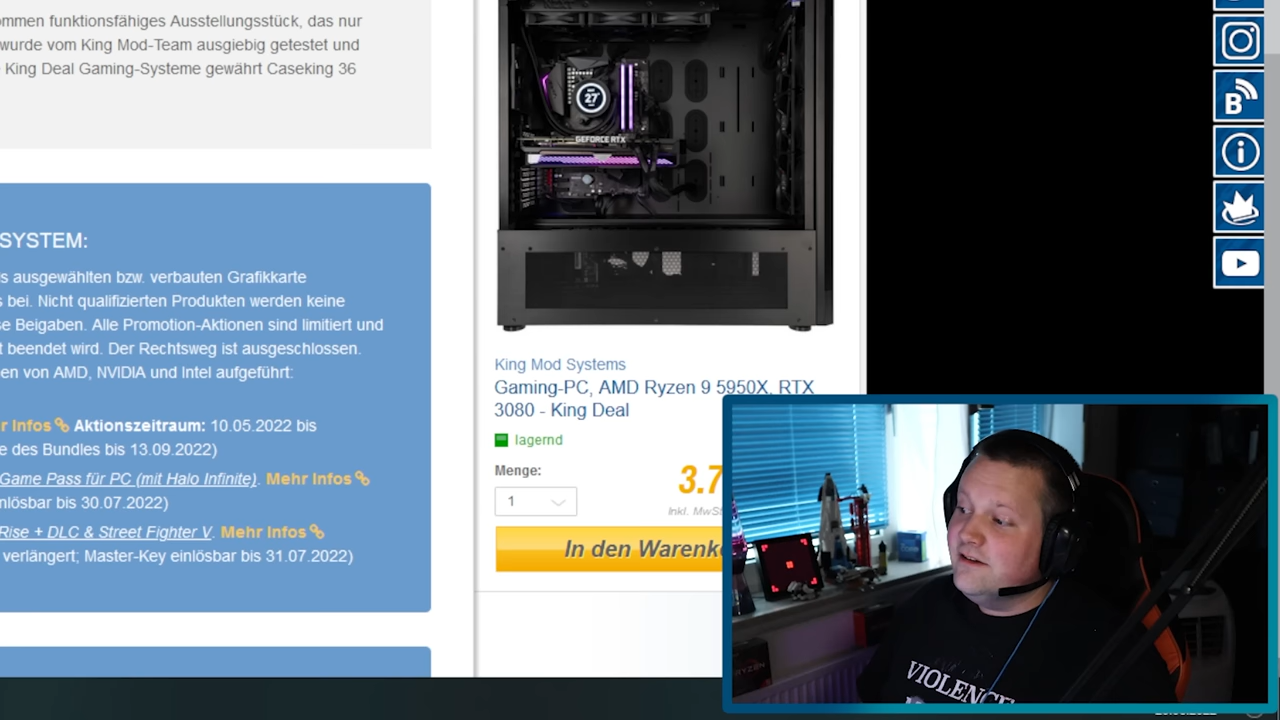 ommen funktionsfähiges Ausstellungsstück, das nur
wurde vom King Mod-Team ausgiebig getestet und
King Deal Gaming-Systeme gewährt Caseking 36
SYSTEM:
s ausgewählten bzw. verbauten Grafikkarte
s bei. Nicht qualifizierten Produkten werden keine
se Beigaben. Alle Promotion-Aktionen sind limitiert und
t beendet wird. Der Rechtsweg ist ausgeschlossen.
en von AMD, NVIDIA und Intel aufgeführt:
r Infos Aktionszeitraum: 10.05.2022 bis
e des Bundles bis 13.09.2022)
Game Pass für PC (mit Halo Infinite). Mehr Infos
nlösbar bis 30.07.2022)
Rise + DLC & Street Fighter V. Mehr Infos
verlängert; Master-Key einlösbar bis 31.07.2022)
27
GEFORCE RTX
King Mod Systems
Gaming-PC, AMD Ryzen 9 5950X, RTX
3080 - King Deal
lagernd
Menge:
1
3.7
Inkl. MwSt
In den Warenk
B
RYZEN
VIOLENCE